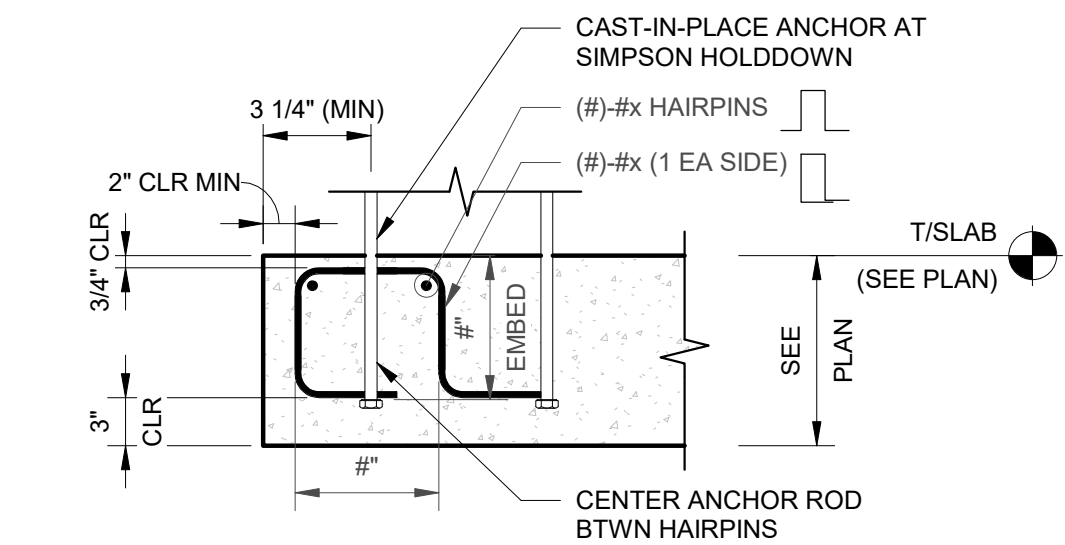 CAST-IN-PLACE ANCHOR AT
SIMPSON HOLDDOWN
(#)-#x HAIRPINS
3 1/4" (MIN)
(#)-#x (1 EA SIDE)
2" CLR MIN
3/4" CLR
T/SLAB
(SEE PLAN)
#"
EMBED
SEE
PLAN
3"
CLR
#"
CENTER ANCHOR ROD
BTWN HAIRPINS